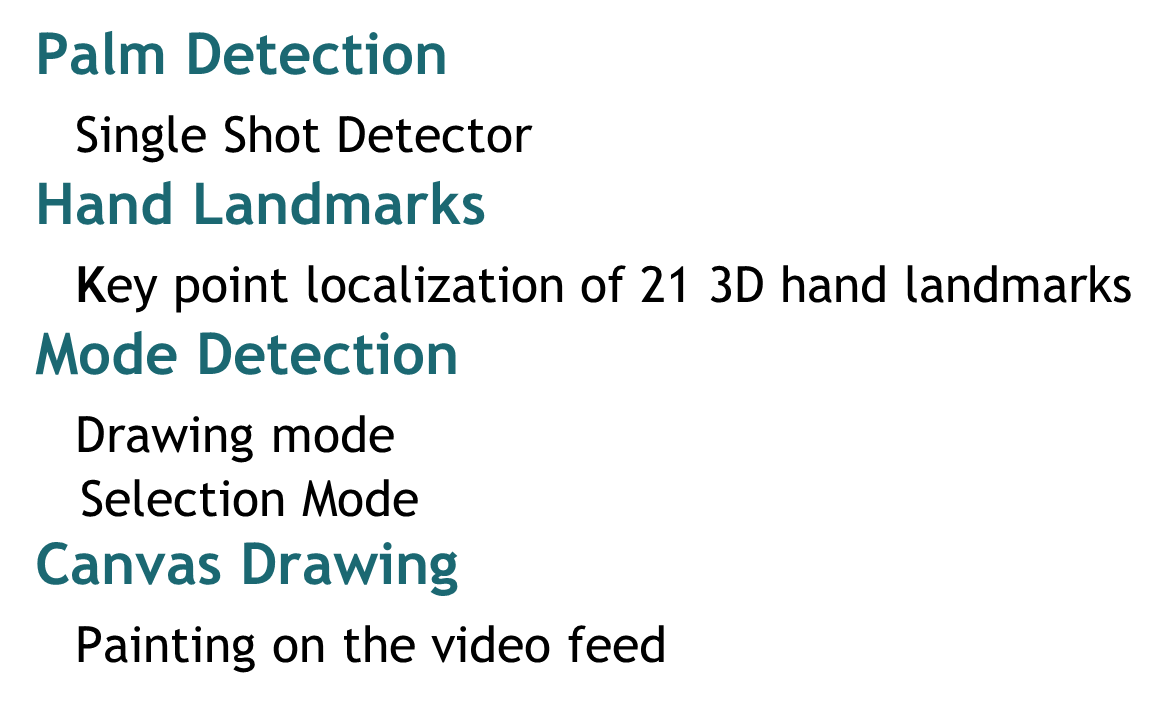 Palm Detection
Single Shot Detector
Hand Landmarks
Key point localization of 21 3D hand landmarks
Mode Detection
Drawing mode
Selection Mode
Canvas Drawing
Painting on the video feed